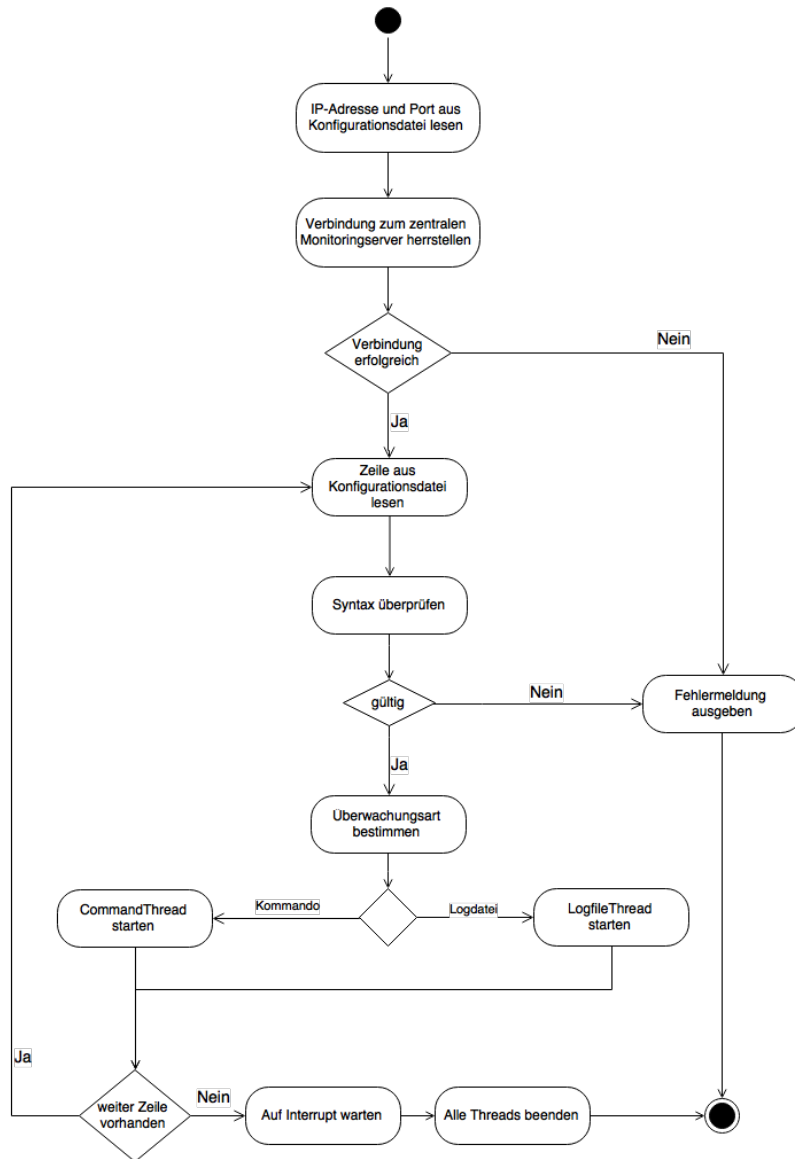 IP-Adresse und Port aus
Konfigurationsdatei lesen
Verbindung zum zentralen
Monitoringserver herrstellen
Verbindung
erfolgreich
Nein
Ja
Zeile aus
Konfigurationsdatei
lesen
Syntax überprüfen
gültig
Nein
Fehlermeldung
ausgeben
Ja
Überwachungsart
bestimmen
Kommando
Logdatei
CommandThread
starten
LogfileThread
starten
Ja
weiter Zeile
vorhanden
Nein
Auf Interrupt warten
Alle Threads beenden